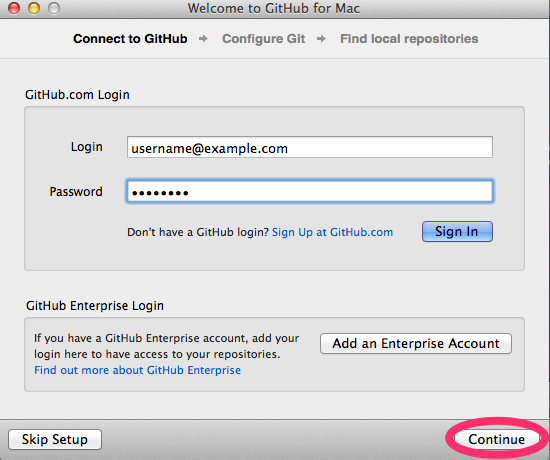 Welcome to GitHub for Mac
Connect to GitHub → Configure Git → Find local repositories
GitHub.com Login
Login username@example.com
Password ••••••••
Don't have a GitHub login? Sign Up at GitHub.com Sign In
GitHub Enterprise Login
If you have a GitHub Enterprise account, add your
login here to have access to your repositories.
Find out more about GitHub Enterprise
Add an Enterprise Account
Skip Setup Continue